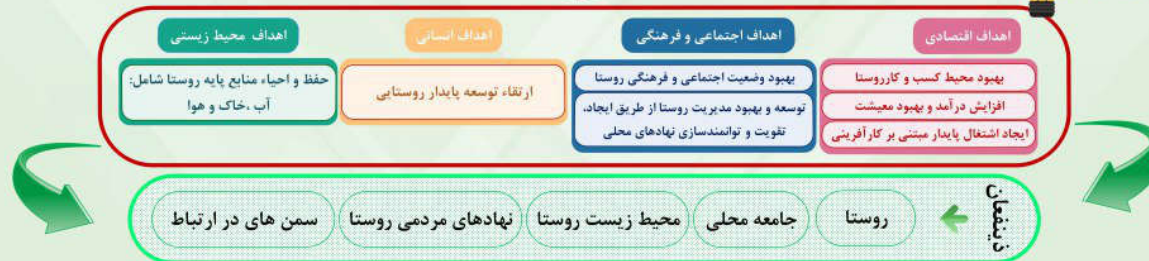 اهداف اقتصادی
بهبود محیط کسب و کارروستا
افزایش درآمد و بهبود معیشت
ایجاد اشتغال پایدار مبتنی بر کارآفرینی
اهداف اجتماعی و فرهنگی
بهبود وضعیت اجتماعی و فرهنگی روستا
توسعه و بهبود مدیریت روستا از طریق ایجاد،
تقویت و توانمندسازی نهادهای محلی
اهداف انسانی
ارتقاء توسعه پایدار روستایی
اهداف محیط زیستی
حفظ و احیاء منابع پایه روستا شامل:
آب ،خاک و هوا
ذینفعان
روستا
جامعه محلی
محیط زیست روستا
نهادهای مردمی روستا
سمن های در ارتباط